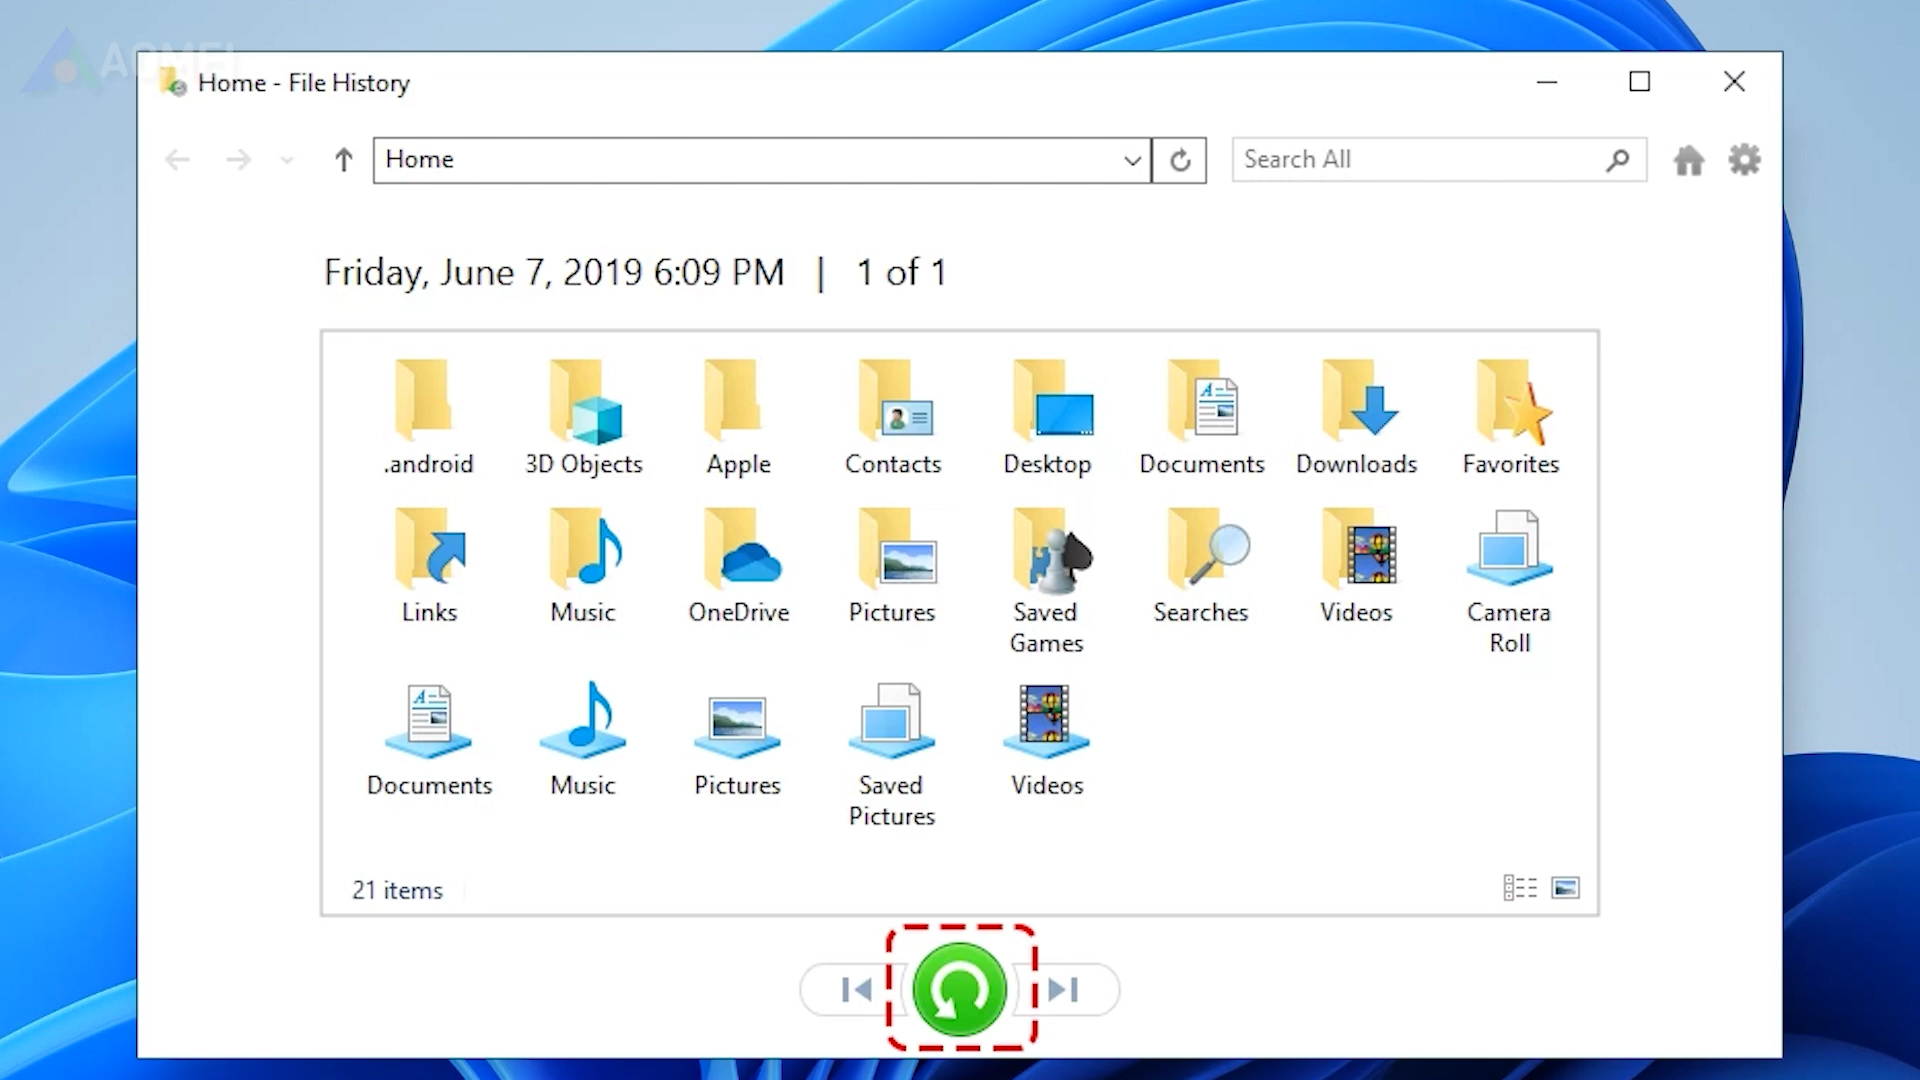 AOMEI
Home - File History
Home
Search All
Friday, June 7, 2019 6:09 PM | 1 of 1
.android
3D Objects
Apple
Contacts
Desktop
Documents
Downloads
Favorites
Links
Music
OneDrive
Pictures
Saved
Games
Searches
Videos
Camera
Roll
Documents
Music
Pictures
Saved
Pictures
Videos
21 items